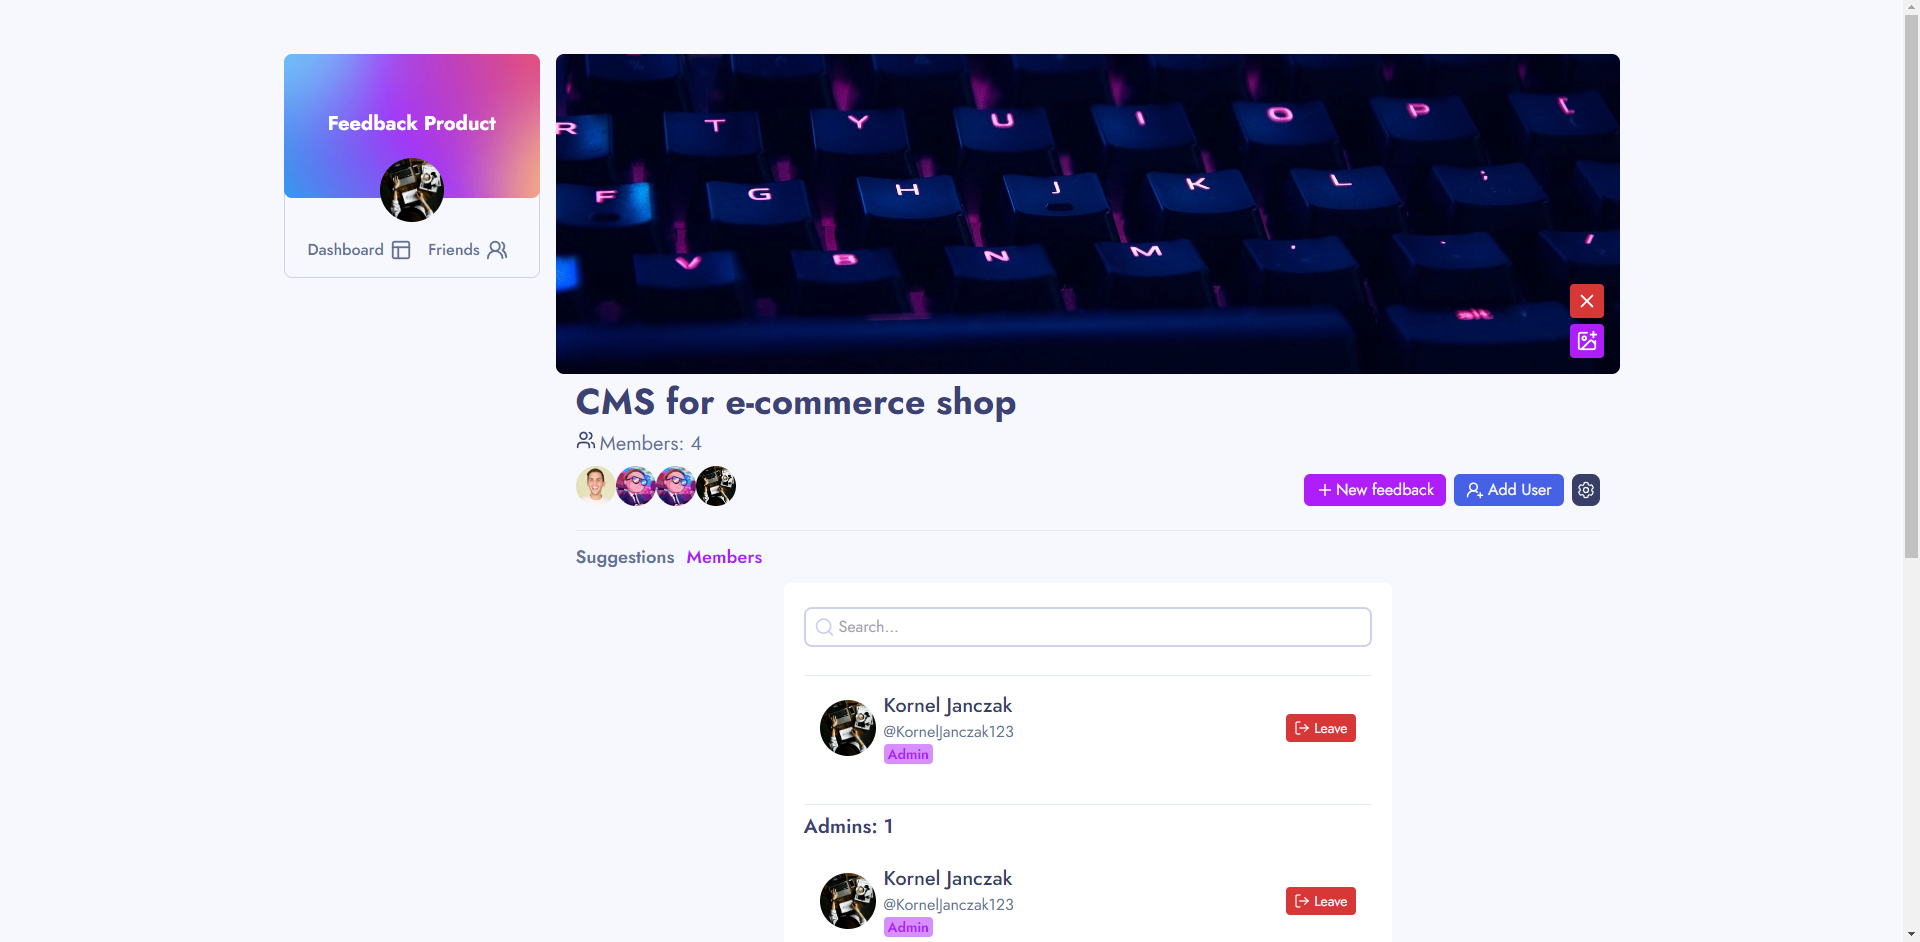 Feedback Product
Dashboard
Friends
R T Y U I O P [
F G H J K L ;
V B N M , . /
alt
CMS for e-commerce shop
Members: 4
+ New feedback
Add User
Suggestions
Members
Search...
Kornel Janczak
@KornelJanczak123
Admin
Leave
Admins: 1
Kornel Janczak
@KornelJanczak123
Admin
Leave